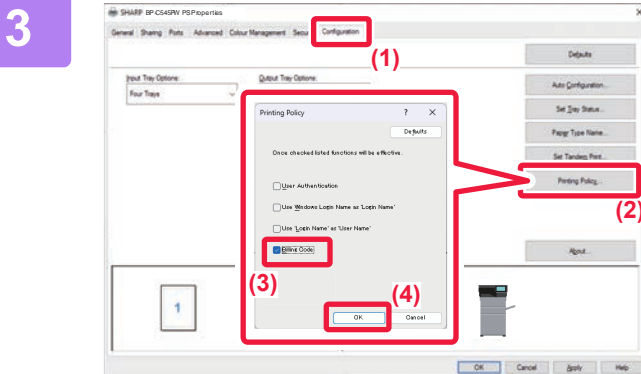 3
SHARP BP-C545PW PS Properties
General Sharing Ports Advanced Colour Management Secu Configuration
(1)
Defaults
Input Tray Options:
Output Tray Options:
Four Trays
Auto Configuration...
Set Tray Status...
Paper Type Name...
Set Tandem Print...
Printing Policy...
(2)
About...
Printing Policy ? ×
Defaults
Once checked listed functions will be effective.
User Authentication
Use Windows Login Name as 'Login Name'
Use 'Login Name' as 'User Name'
Billing Code
(3)
(4)
OK Cancel
1
OK Cancel Apply Help